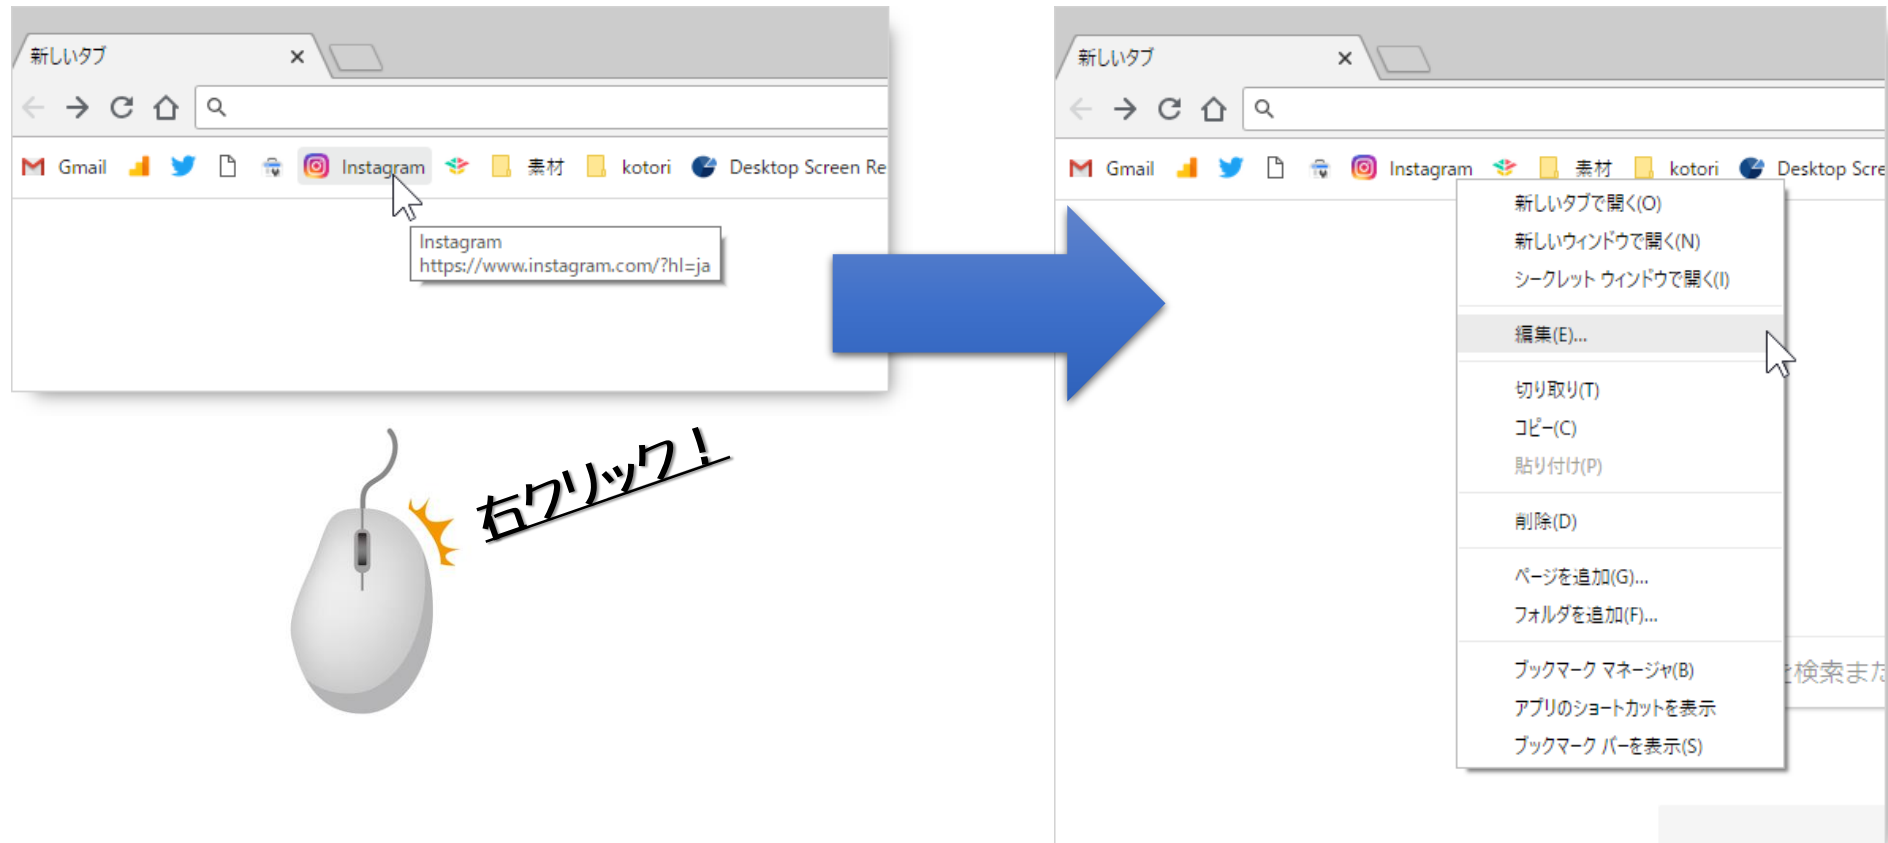 新しいタブ
Gmail
Instagram
素材
kotori
Desktop Screen Re
Instagram
https://www.instagram.com/?hl=ja
右クリック！
新しいタブ
Gmail
Instagram
素材
kotori
Desktop Scre
新しいタブで開く(O)
新しいウィンドウで開く(N)
シークレット ウィンドウで開く(I)
編集(E)...
切り取り(T)
コピー(C)
貼り付け(P)
削除(D)
ページを追加(G)...
フォルダを追加(F)...
ブックマーク マネージャ(B)
アプリのショートカットを表示
ブックマーク バーを表示(S)
検索また